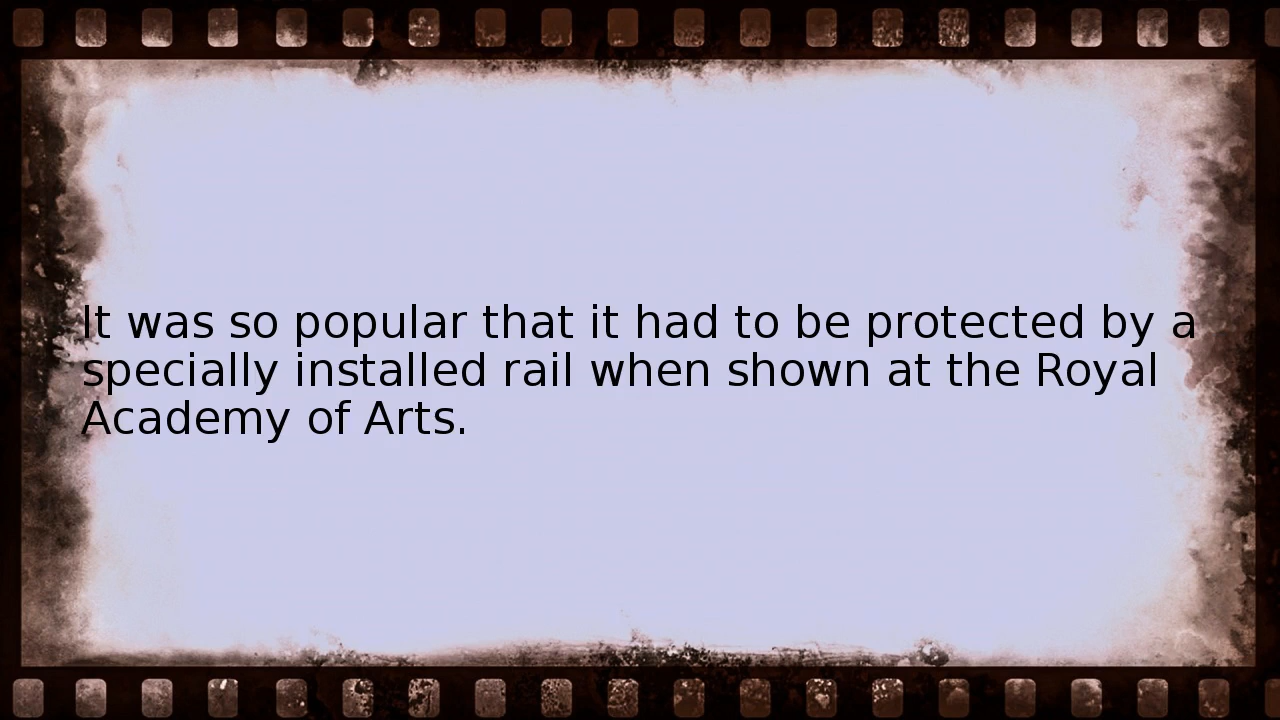 It was so popular that it had to be protected by a
specially installed rail when shown at the Royal
Academy of Arts.